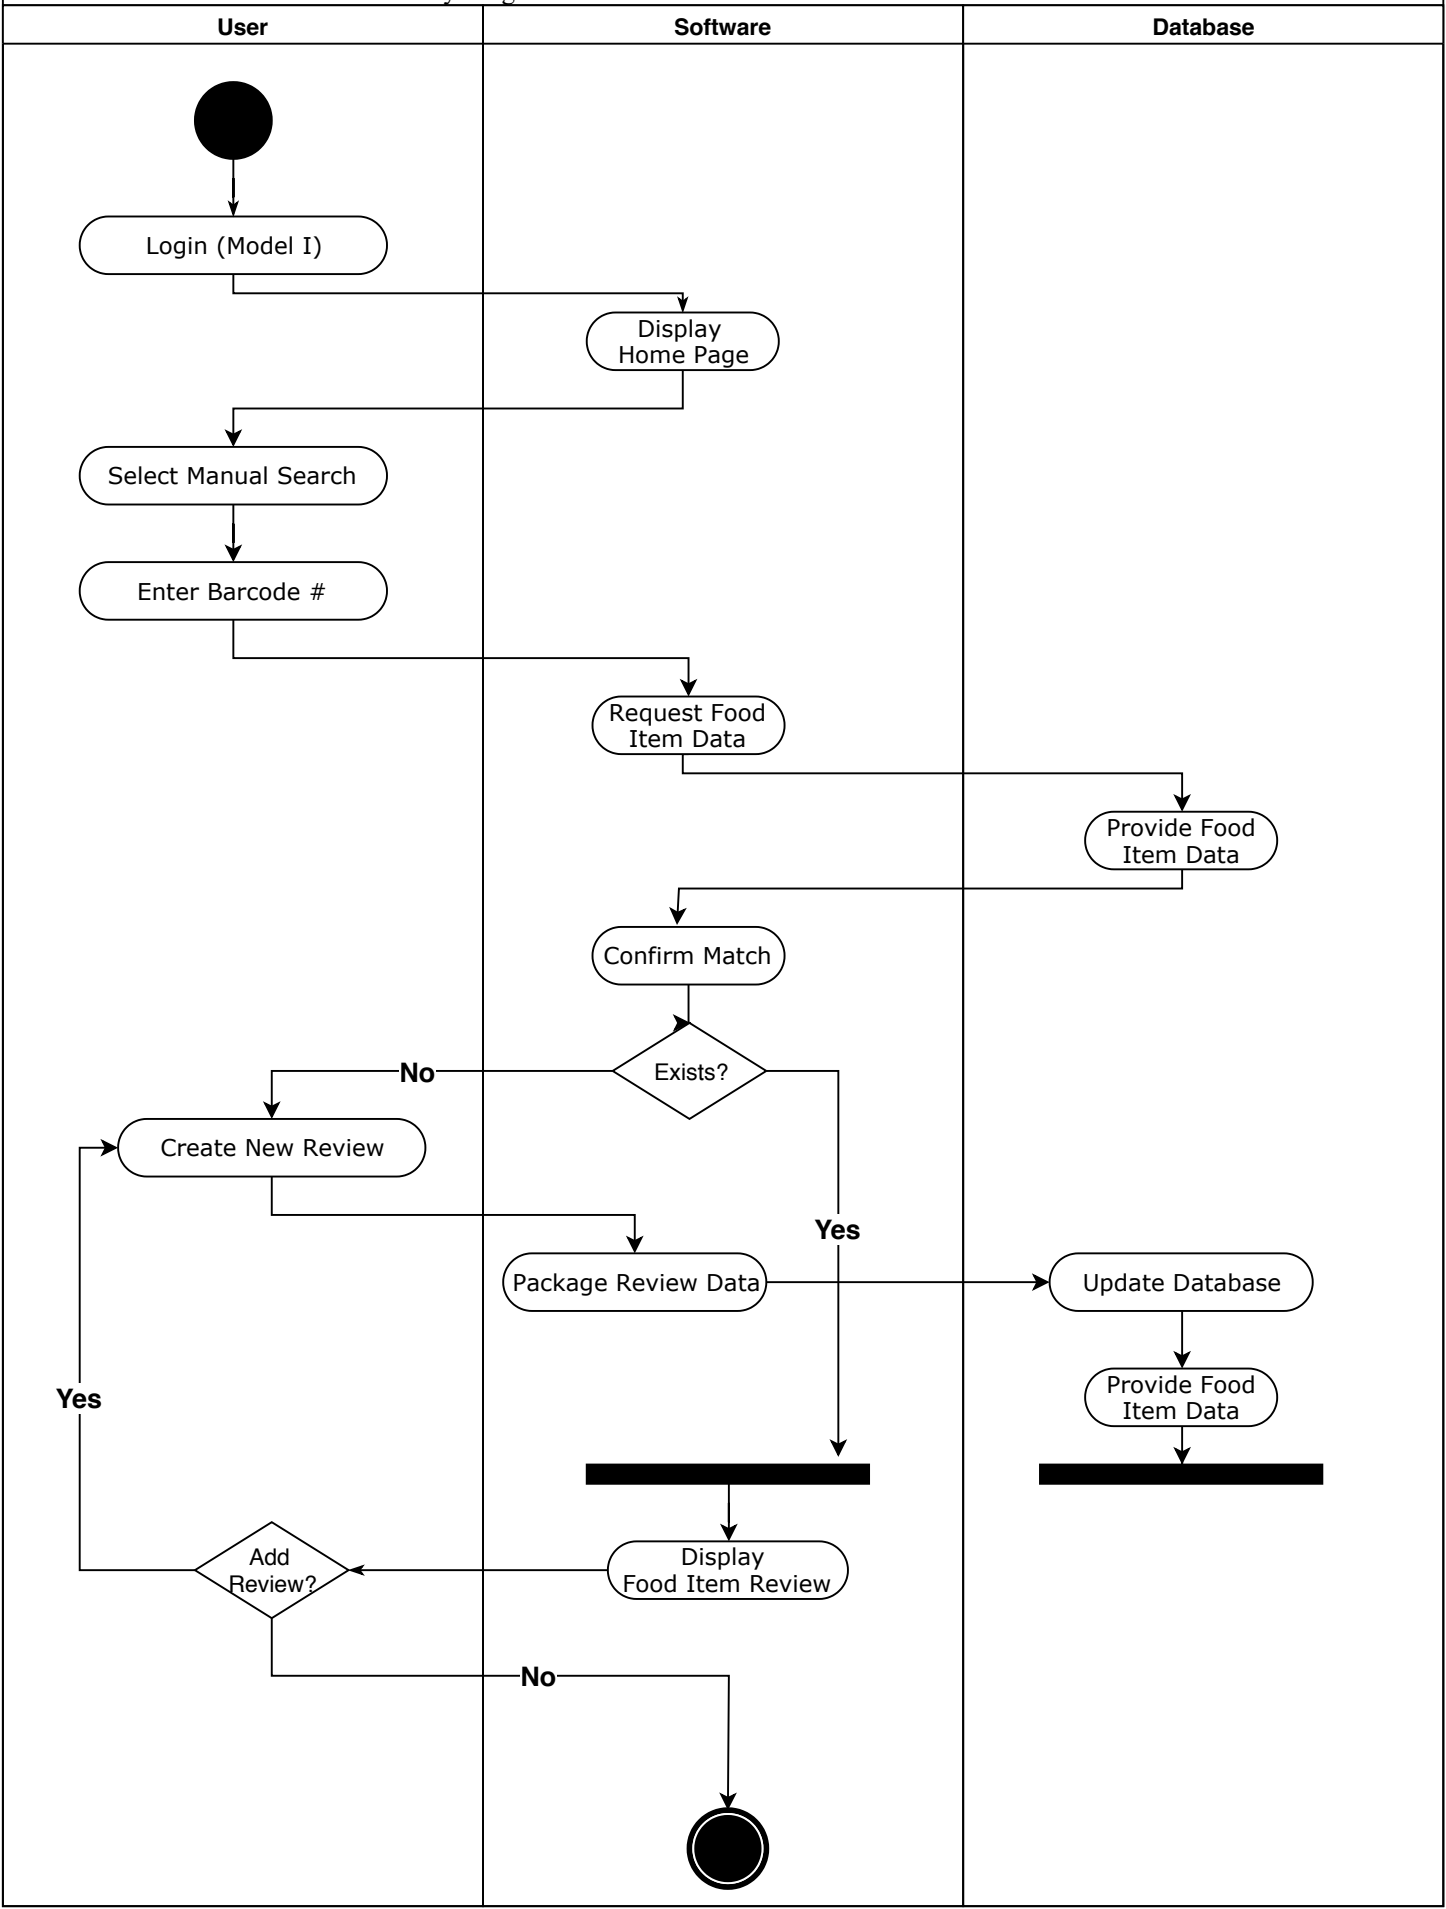 User
Software
Database
Login (Model I)
Display
Home Page
Select Manual Search
Enter Barcode #
Request Food
Item Data
Provide Food
Item Data
Confirm Match
Exists?
No
Create New Review
Yes
Package Review Data
Update Database
Yes
Provide Food
Item Data
Add
Review?
Display
Food Item Review
No